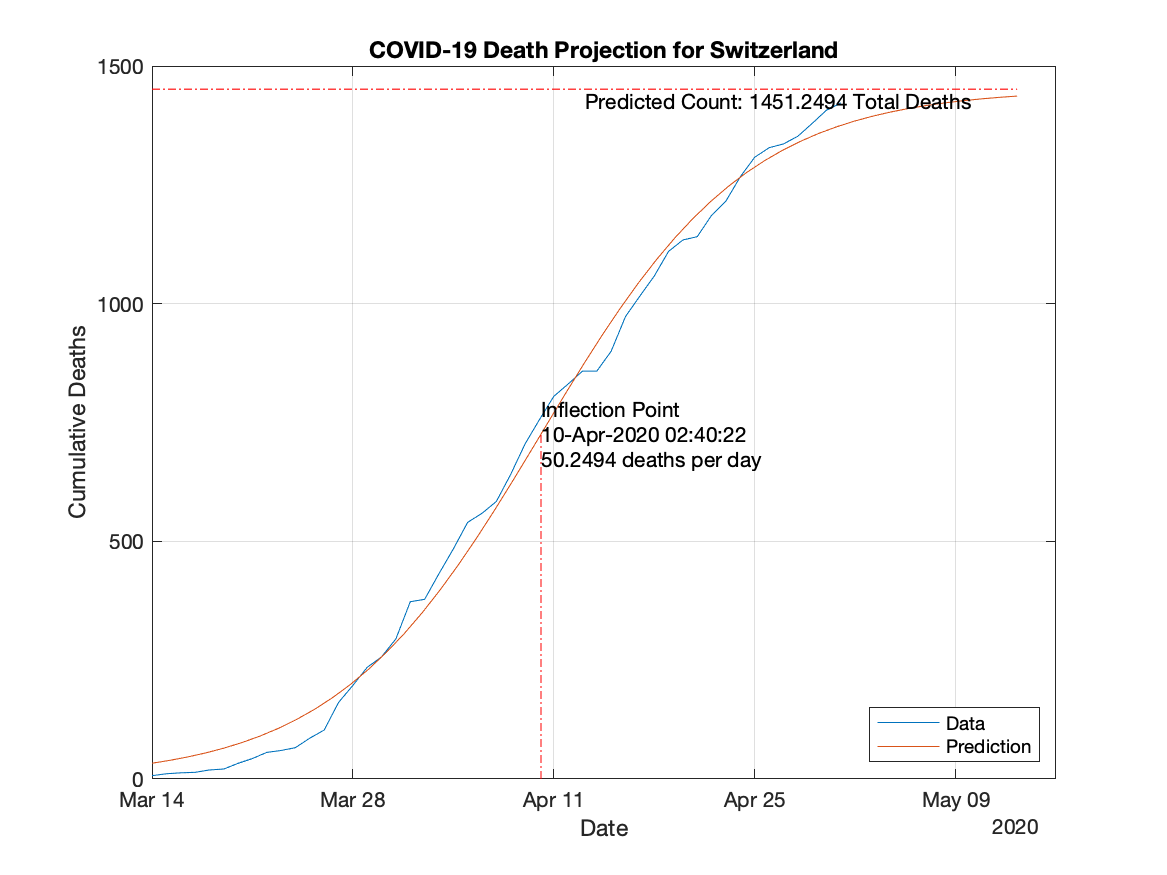 COVID-19 Death Projection for Switzerland
1500
Predicted Count: 1451.2494 Total Deaths
1000
Cumulative Deaths
Inflection Point
10-Apr-2020 02:40:22
50.2494 deaths per day
500
Data
Prediction
0
Mar 14 Mar 28 Apr 11 Apr 25 May 09
Date
2020